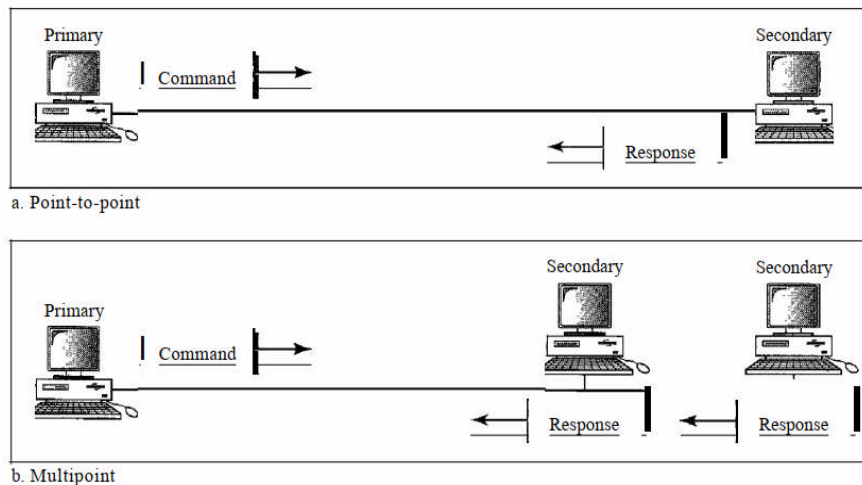 Primary
Secondary
Command
Response
a. Point-to-point
Secondary
Secondary
Primary
Command
Response
Response
b. Multipoint